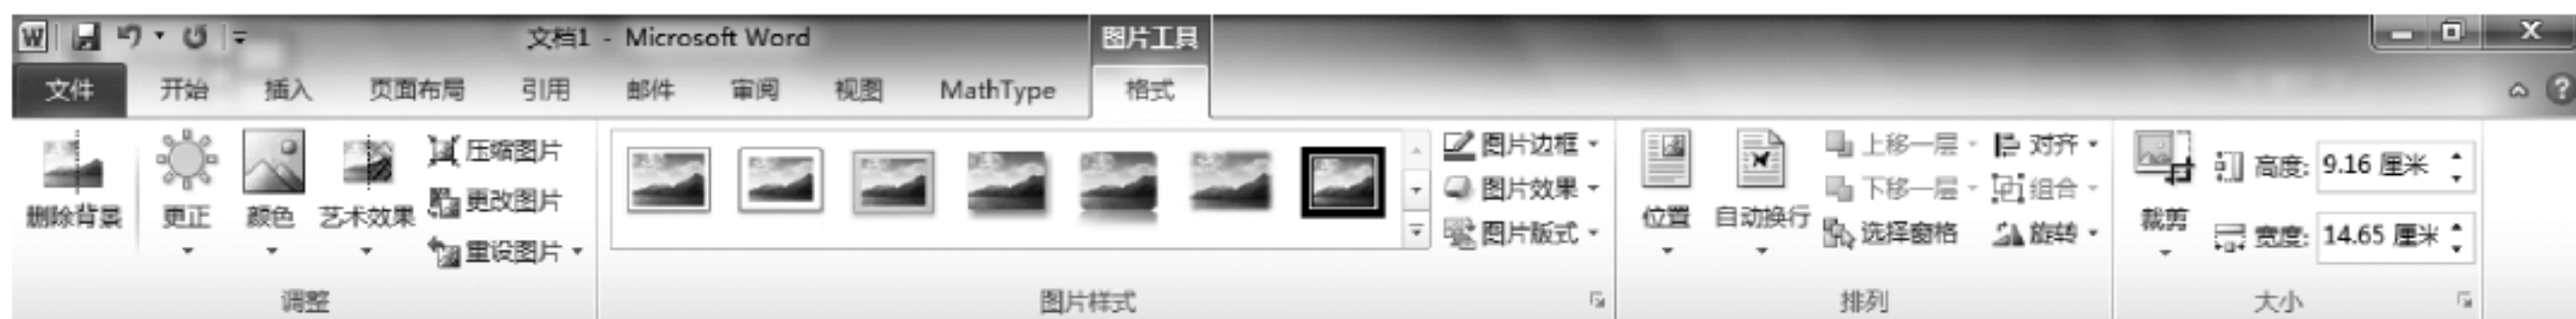 文档1 - Microsoft Word
图片工具
文件 开始 插入 页面布局 引用 邮件 审阅 视图 MathType 格式
删除背景
更正
颜色
艺术效果
压缩图片
更改图片
重设图片
调整
图片边框
图片效果
图片版式
图片样式
位置
自动换行
上移一层
下移一层
选择窗格
对齐
组合
旋转
排列
裁剪
高度: 9.16 厘米
宽度: 14.65 厘米
大小